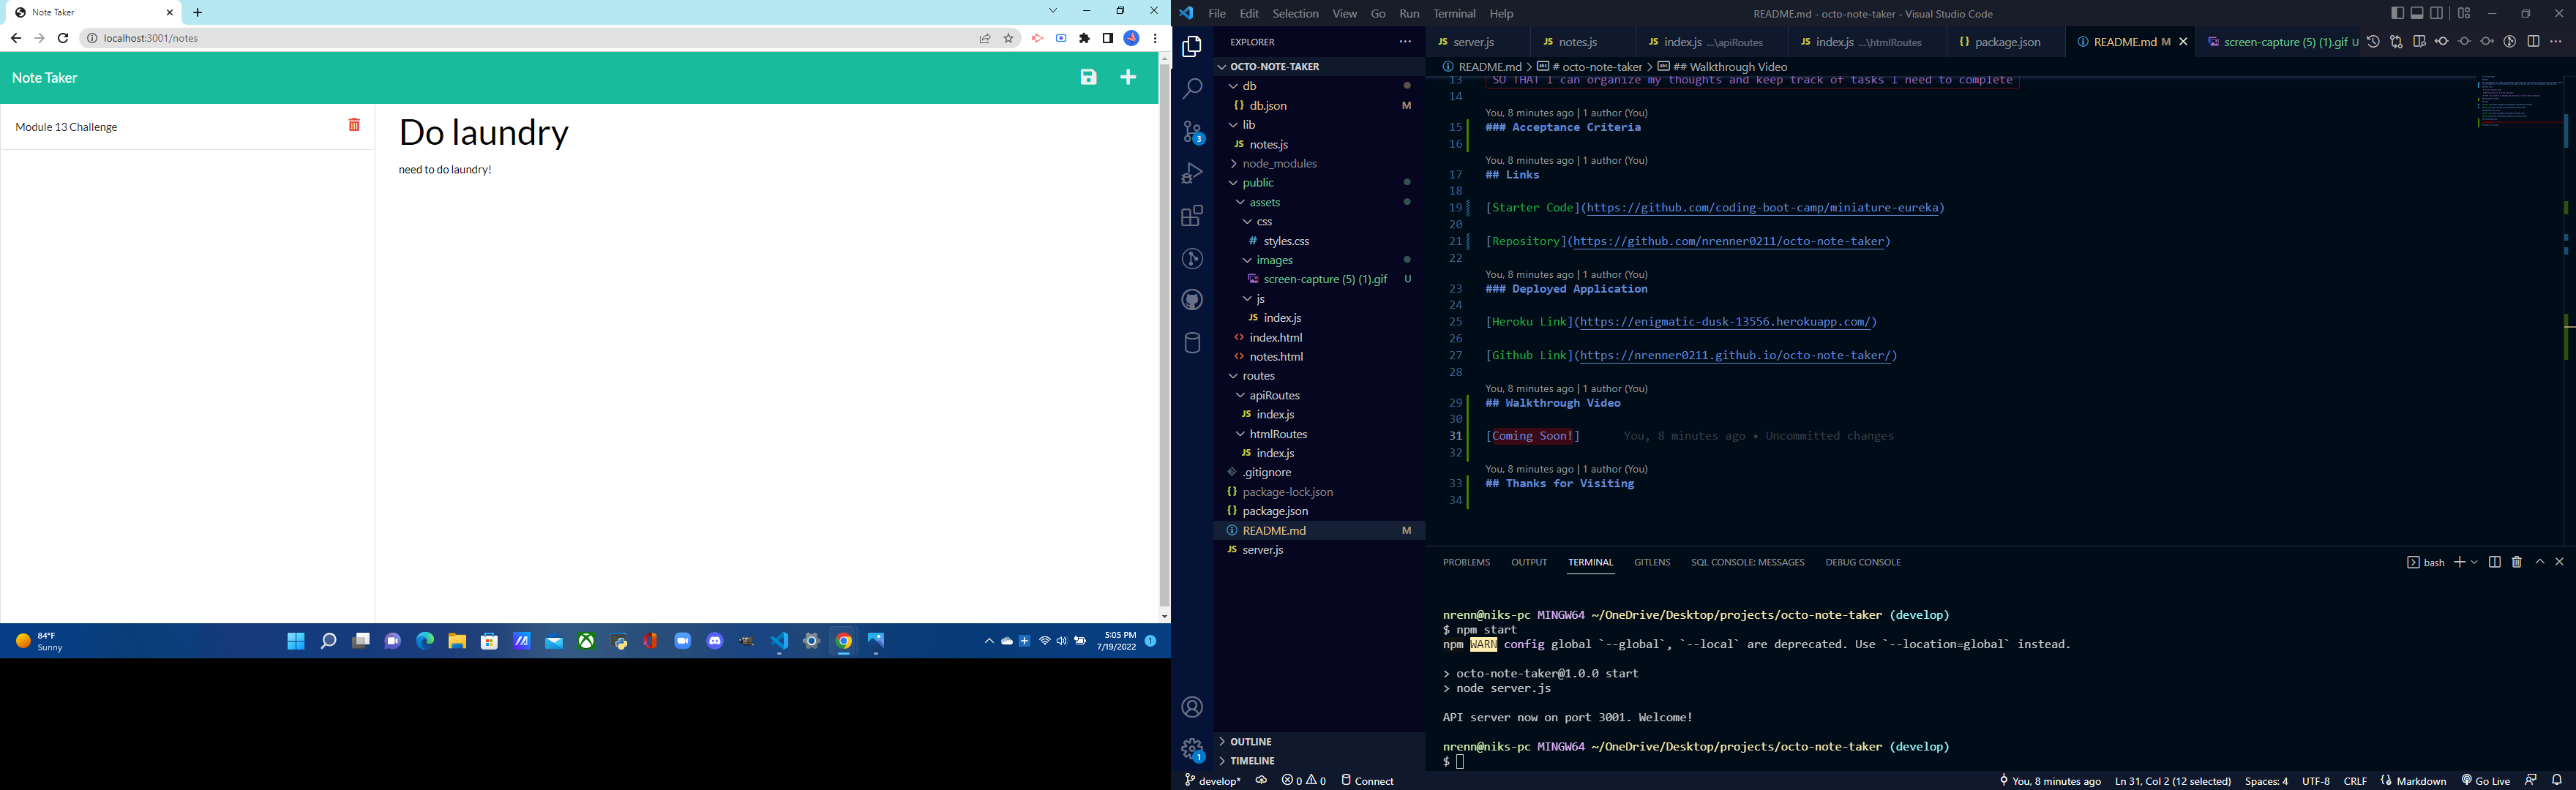 Note Taker
localhost:3001/notes
Note Taker
Module 13 Challenge
Do laundry
need to do laundry!
84°F
Sunny
5:05 PM
7/19/2022
1
File Edit Selection View Go Run Terminal Help
README.md - octo-note-taker - Visual Studio Code
EXPLORER
OCTO-NOTE-TAKER
db
{} db.json M
lib
JS notes.js
node_modules
public
assets
css
# styles.css
images
screen-capture (5) (1).gif U
js
JS index.js
<> index.html
<> notes.html
routes
apiRoutes
JS index.js
htmlRoutes
JS index.js
.gitignore
{} package-lock.json
{} package.json
README.md M
JS server.js
OUTLINE
TIMELINE
3
1
JS server.js JS notes.js JS index.js ...\apiRoutes JS index.js ...\htmlRoutes {} package.json README.md M screen-capture (5) (1).gif U
README.md > # octo-note-taker > ## Walkthrough Video
13 SO THAT I can organize my thoughts and keep track of tasks I need to complete
14
You, 8 minutes ago | 1 author (You)
15 ### Acceptance Criteria
16
You, 8 minutes ago | 1 author (You)
17 ## Links
18
19 [Starter Code](https://github.com/coding-boot-camp/miniature-eureka)
20
21 [Repository](https://github.com/nrenner0211/octo-note-taker)
22
You, 8 minutes ago | 1 author (You)
23 ### Deployed Application
24
25 [Heroku Link](https://enigmatic-dusk-13556.herokuapp.com/)
26
27 [Github Link](https://nrenner0211.github.io/octo-note-taker/)
28
You, 8 minutes ago | 1 author (You)
29 ## Walkthrough Video
30
31 [Coming Soon!] You, 8 minutes ago • Uncommitted changes
32
You, 8 minutes ago | 1 author (You)
33 ## Thanks for Visiting
34
PROBLEMS OUTPUT TERMINAL GITLENS SQL CONSOLE: MESSAGES DEBUG CONSOLE
bash
nrenn@niks-pc MINGW64 ~/OneDrive/Desktop/projects/octo-note-taker (develop)
$ npm start
npm WARN config global `--global`, `--local` are deprecated. Use `--location=global` instead.
> octo-note-taker@1.0.0 start
> node server.js
API server now on port 3001. Welcome!
nrenn@niks-pc MINGW64 ~/OneDrive/Desktop/projects/octo-note-taker (develop)
$
develop* 0 0 Connect
You, 8 minutes ago Ln 31, Col 2 (12 selected) Spaces: 4 UTF-8 CRLF Markdown Go Live